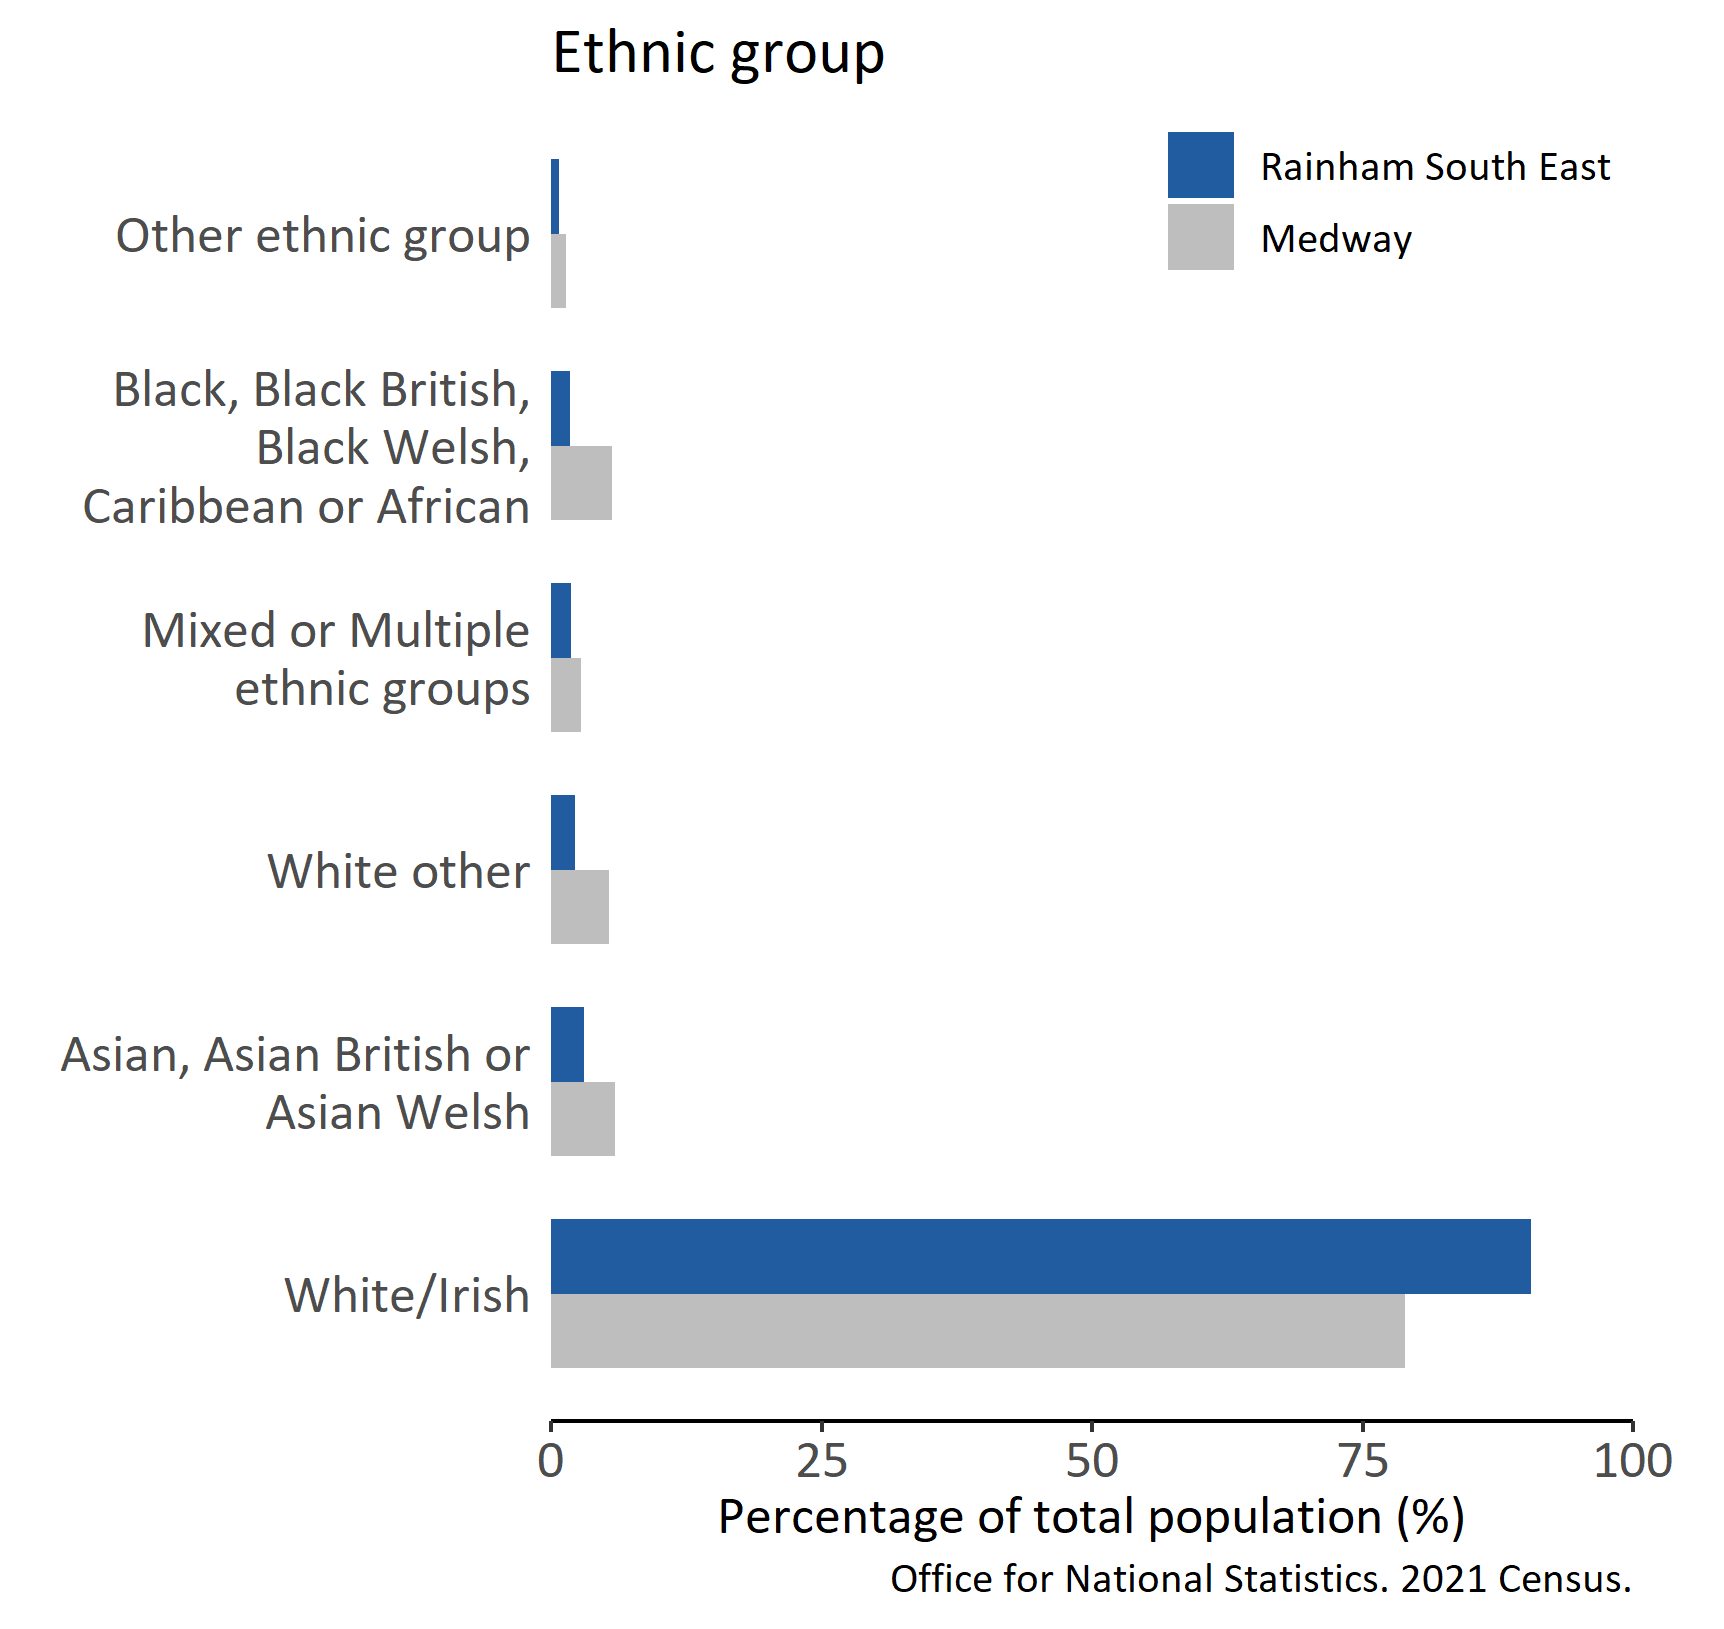 Ethnic group
Rainham South East
Medway
Other ethnic group
Black, Black British,
Black Welsh,
Caribbean or African
Mixed or Multiple
ethnic groups
White other
Asian, Asian British or
Asian Welsh
White/Irish
0 25 50 75 100
Percentage of total population (%)
Office for National Statistics. 2021 Census.